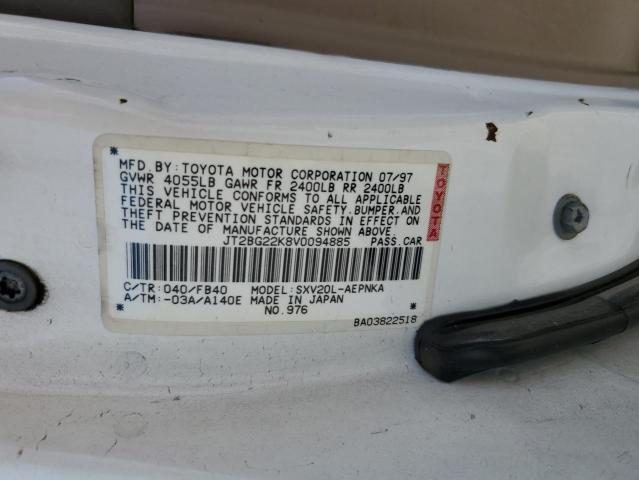 MFD. BY: TOYOTA MOTOR CORPORATION 07/97
GVWR 4055LB GAWR FR 2400LB RR 2400LB
THIS VEHICLE CONFORMS TO ALL APPLICABLE
FEDERAL MOTOR VEHICLE SAFETY, BUMPER, AND
THEFT PREVENTION STANDARDS IN EFFECT ON
THE DATE OF MANUFACTURE SHOWN ABOVE.
JT2BG22K8V0094885 PASS. CAR
TOYOTA
C/TR: 040/FB40 MODEL: SXV20L-AEPNKA
A/TM: -03A/A140E MADE IN JAPAN
NO. 976
BA03822518